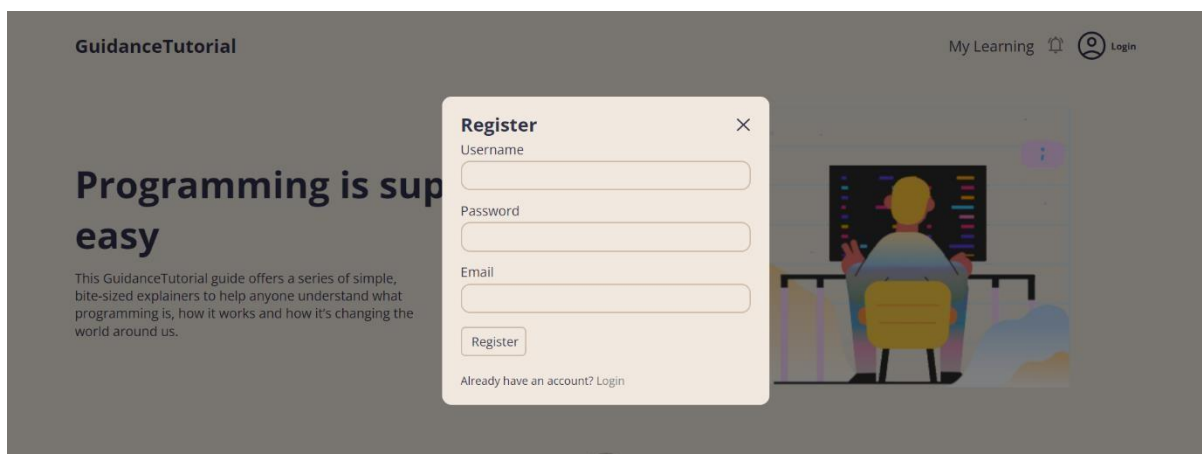 GuidanceTutorial
My Learning
Login
Register
Username
Password
Email
Register
Already have an account? Login
Programming is sup
easy
This GuidanceTutorial guide offers a series of simple,
bite-sized explainers to help anyone understand what
programming is, how it works and how it's changing the
world around us.
;